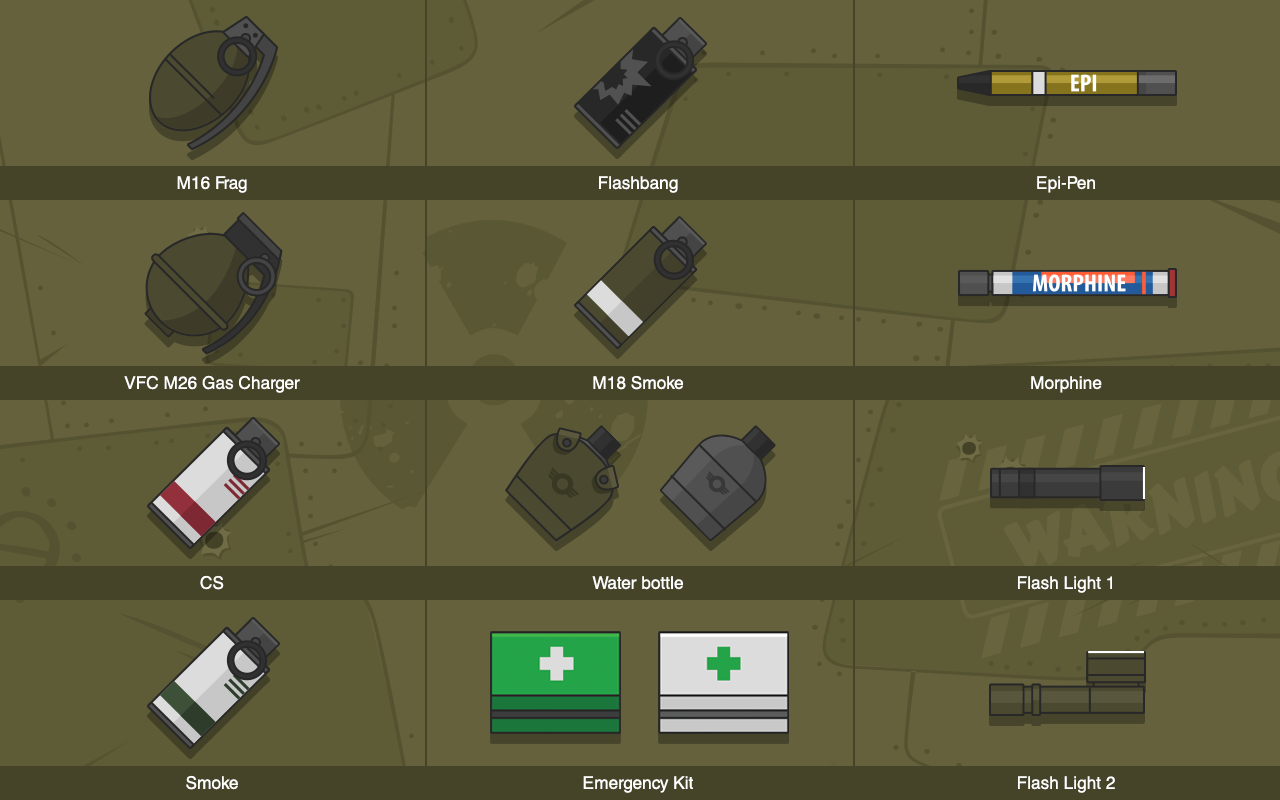 M16 Frag
Flashbang
EPI
Epi-Pen
VFC M26 Gas Charger
M18 Smoke
MORPHINE
Morphine
CS
Water bottle
WARNING
Flash Light 1
Smoke
Emergency Kit
Flash Light 2